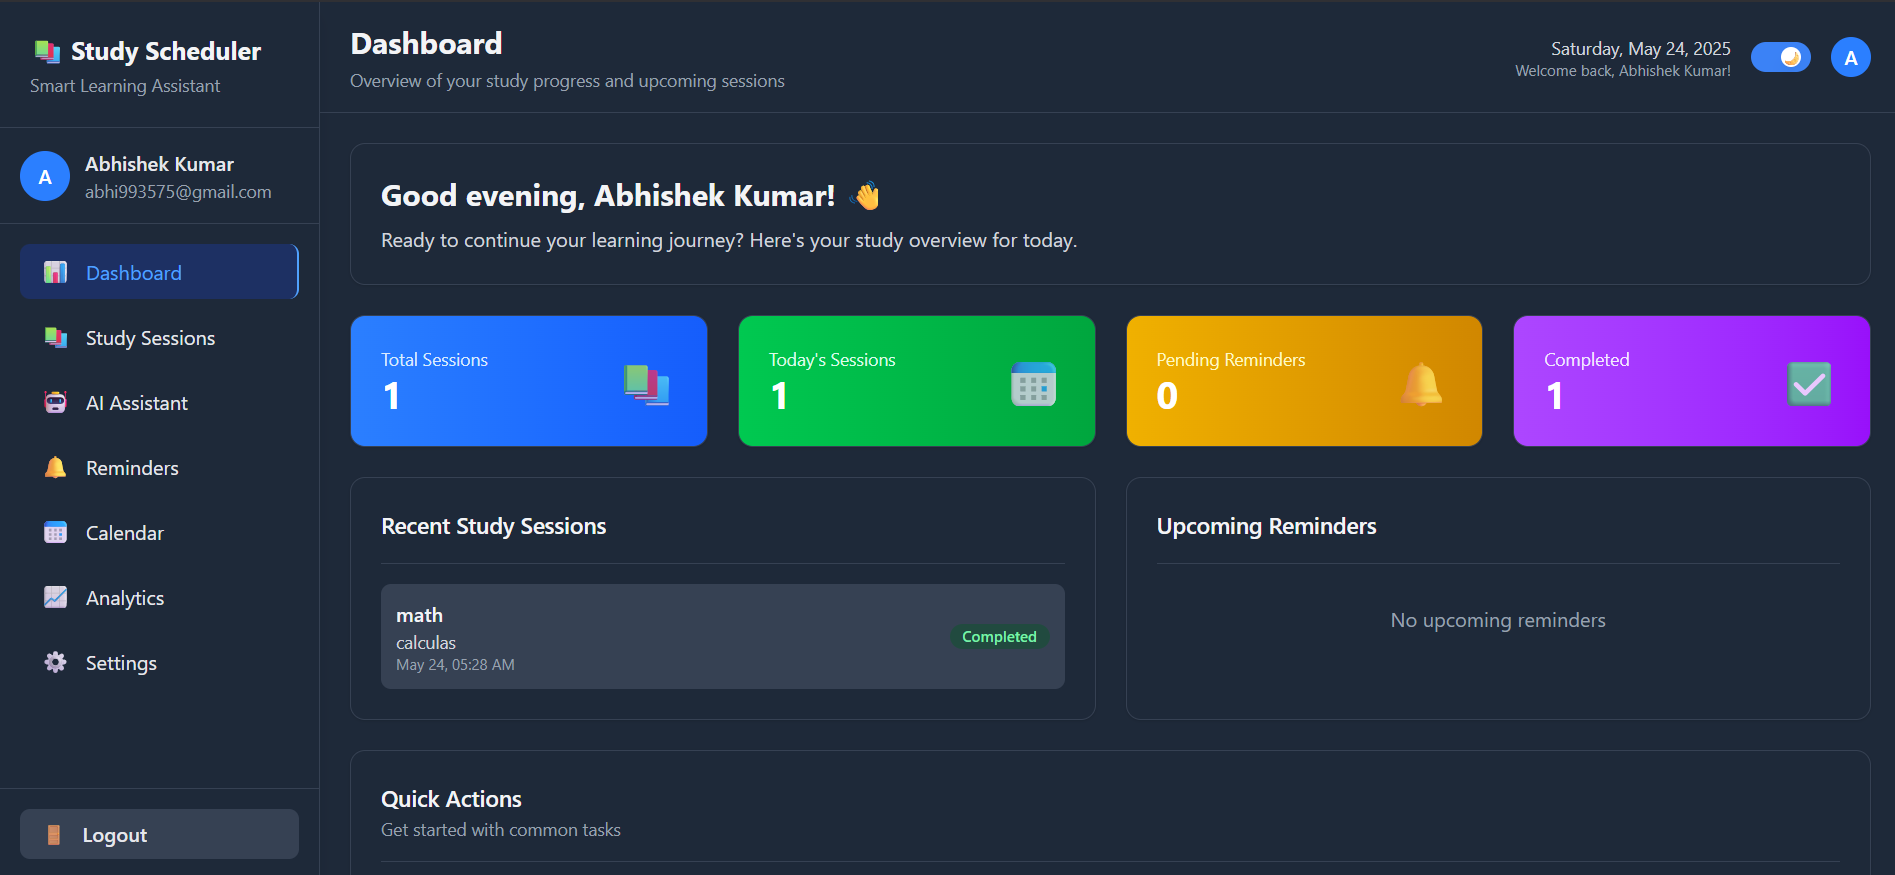 Study Scheduler
Smart Learning Assistant
A
Abhishek Kumar
abhi993575@gmail.com
Dashboard
Study Sessions
AI Assistant
Reminders
Calendar
Analytics
Settings
Logout
Dashboard
Overview of your study progress and upcoming sessions
Saturday, May 24, 2025
Welcome back, Abhishek Kumar!
A
Good evening, Abhishek Kumar!
Ready to continue your learning journey? Here's your study overview for today.
Total Sessions
1
Today's Sessions
1
Pending Reminders
0
Completed
1
Recent Study Sessions
math
calculas
May 24, 05:28 AM
Completed
Upcoming Reminders
No upcoming reminders
Quick Actions
Get started with common tasks